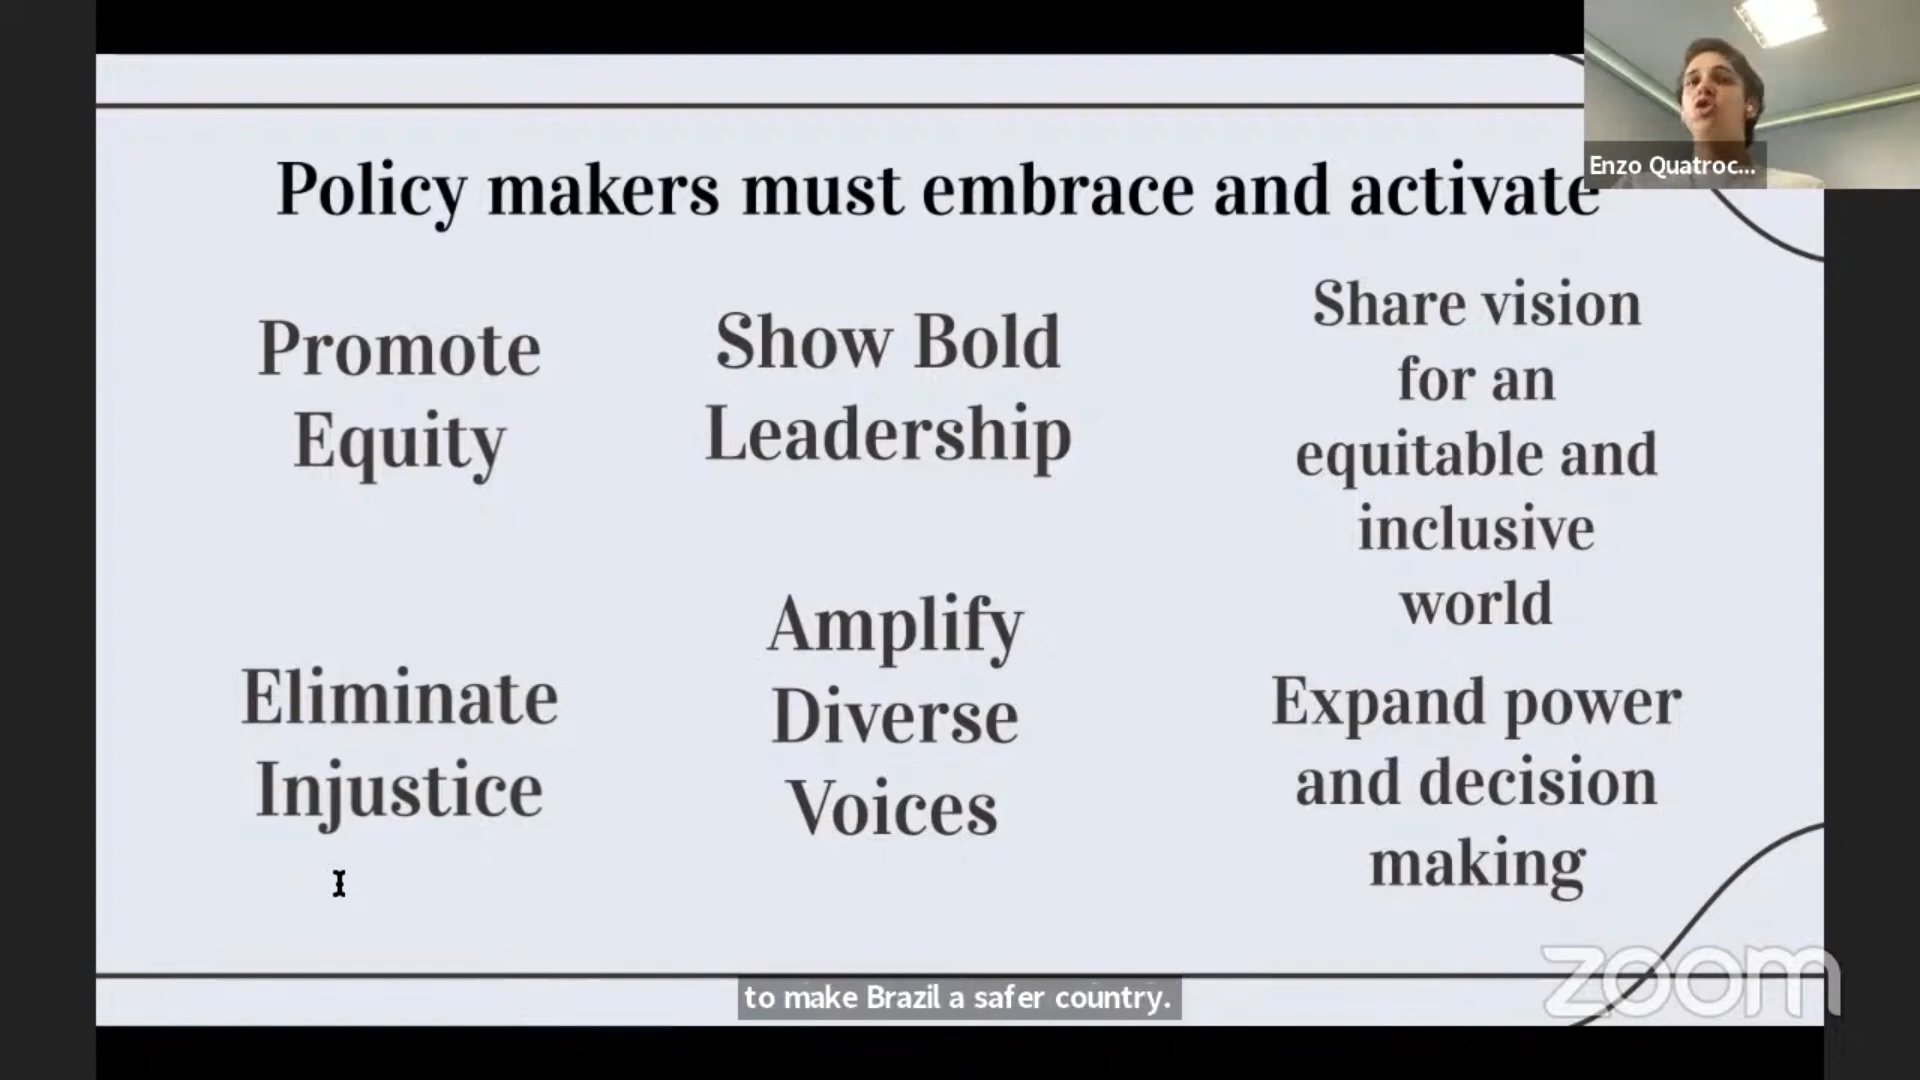 Policy makers must embrace and activate
Promote
Equity
Show Bold
Leadership
Share vision
for an
equitable and
inclusive
world
Eliminate
Injustice
Amplify
Diverse
Voices
Expand power
and decision
making
Enzo Quatroc...
to make Brazil a safer country.
zoom